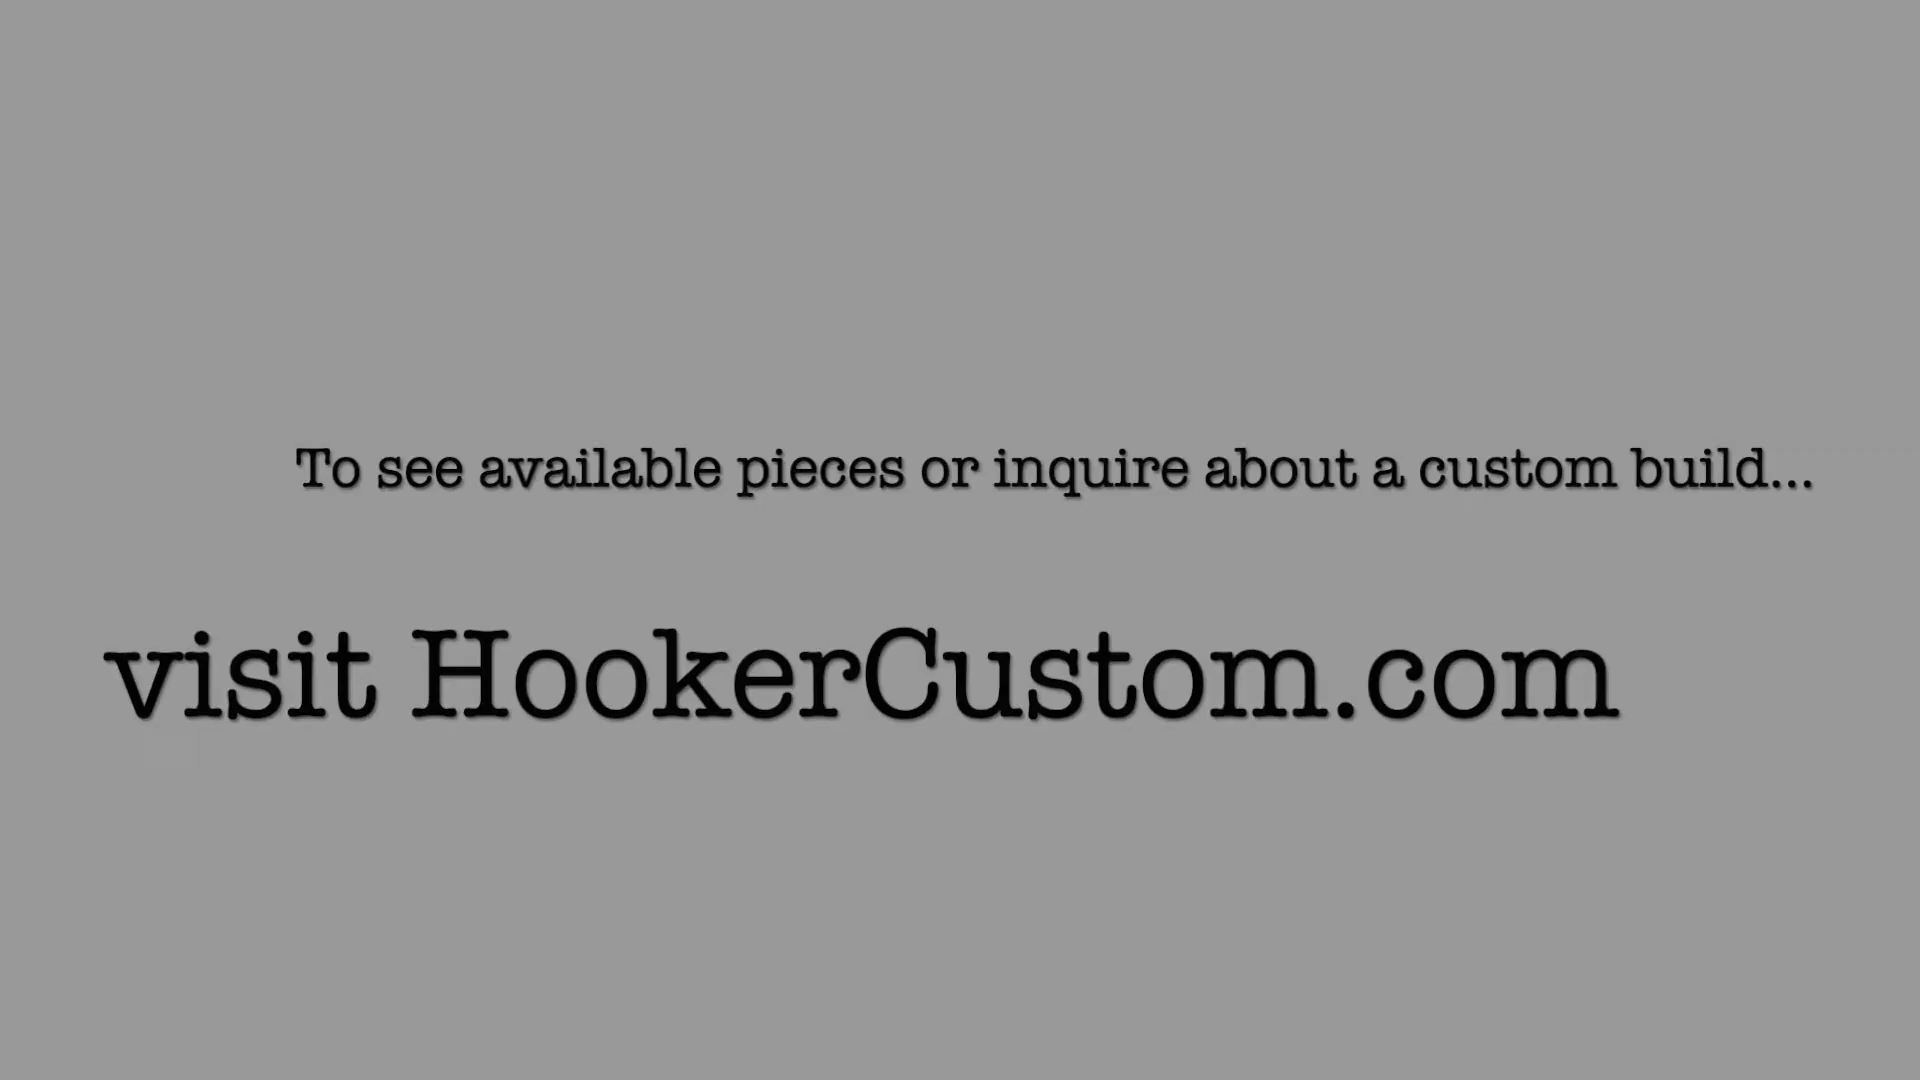 To see available pieces or inquire about a custom build...
visit HookerCustom.com